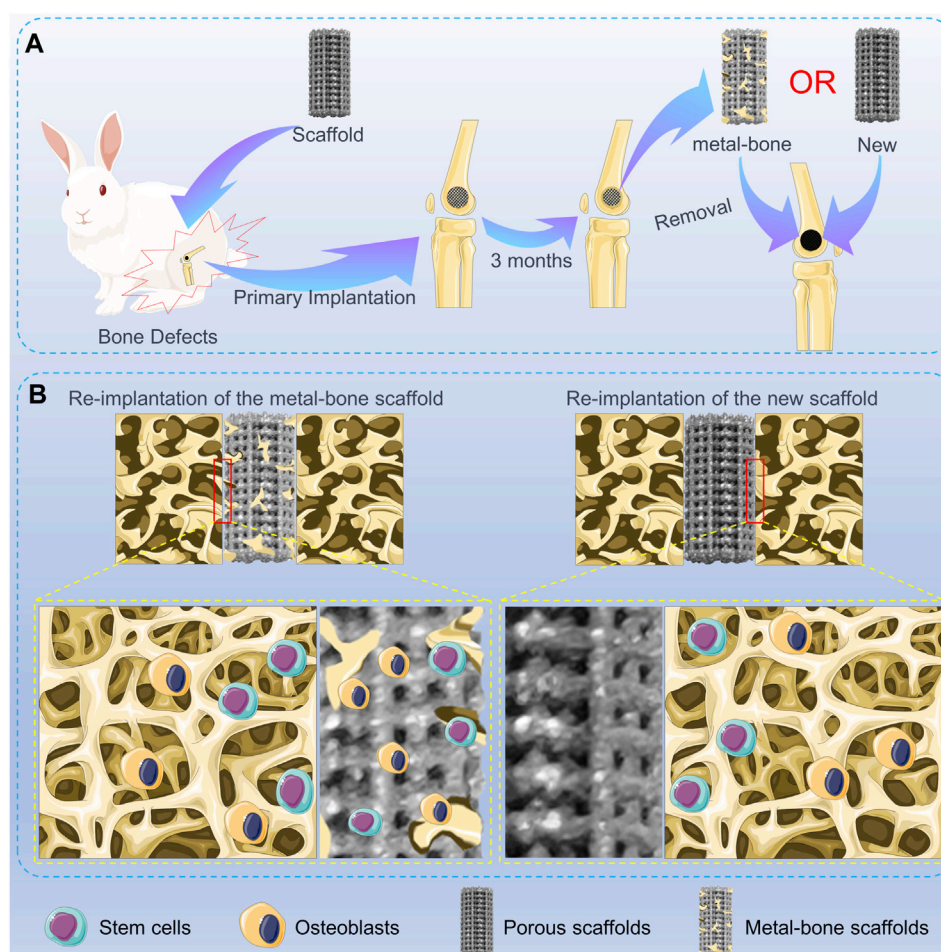 A
Scaffold
metal-bone
OR
New
Removal
3 months
Primary Implantation
Bone Defects
B
Re-implantation of the metal-bone scaffold
Re-implantation of the new scaffold
Stem cells
Osteoblasts
Porous scaffolds
Metal-bone scaffolds